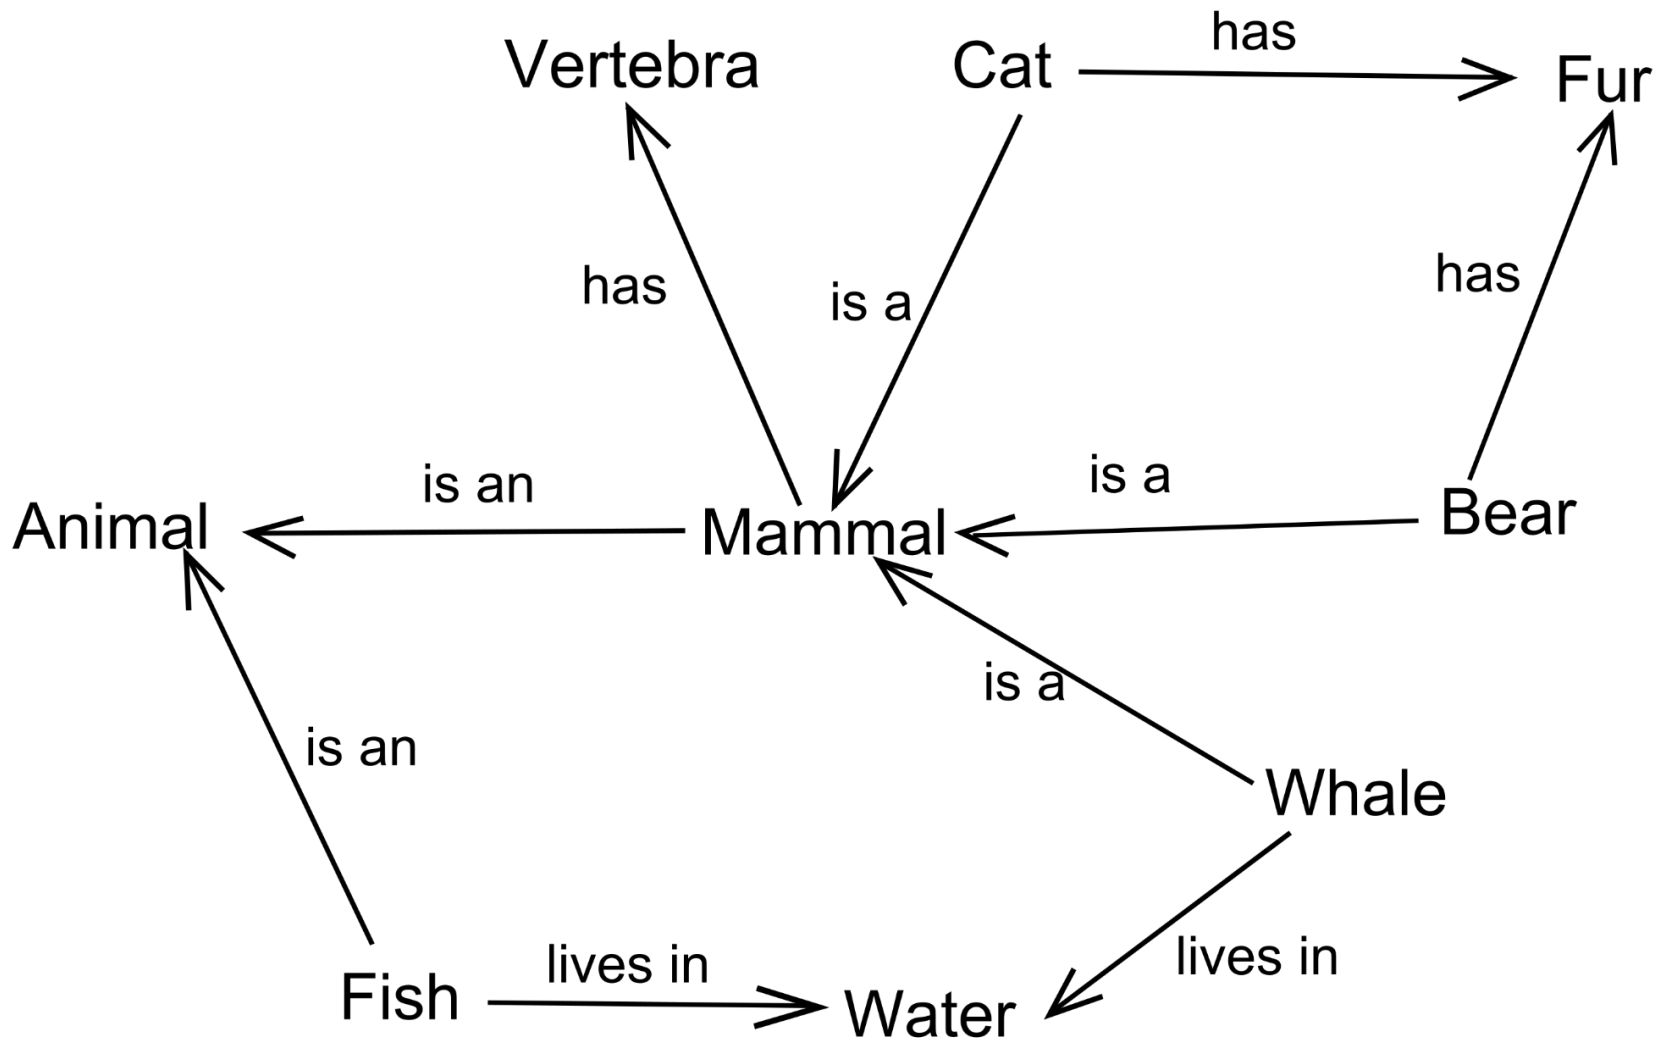 Vertebra
Cat
has
Fur
has
is a
has
Animal
is an
Mammal
is a
Bear
is an
is a
Whale
Fish
lives in
Water
lives in